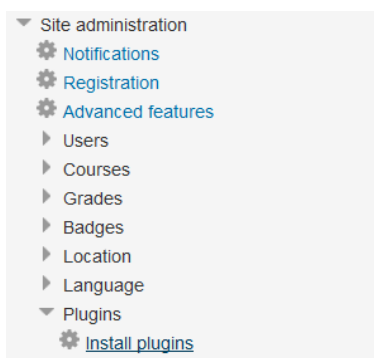 Site administration
Notifications
Registration
Advanced features
Users
Courses
Grades
Badges
Location
Language
Plugins
Install plugins